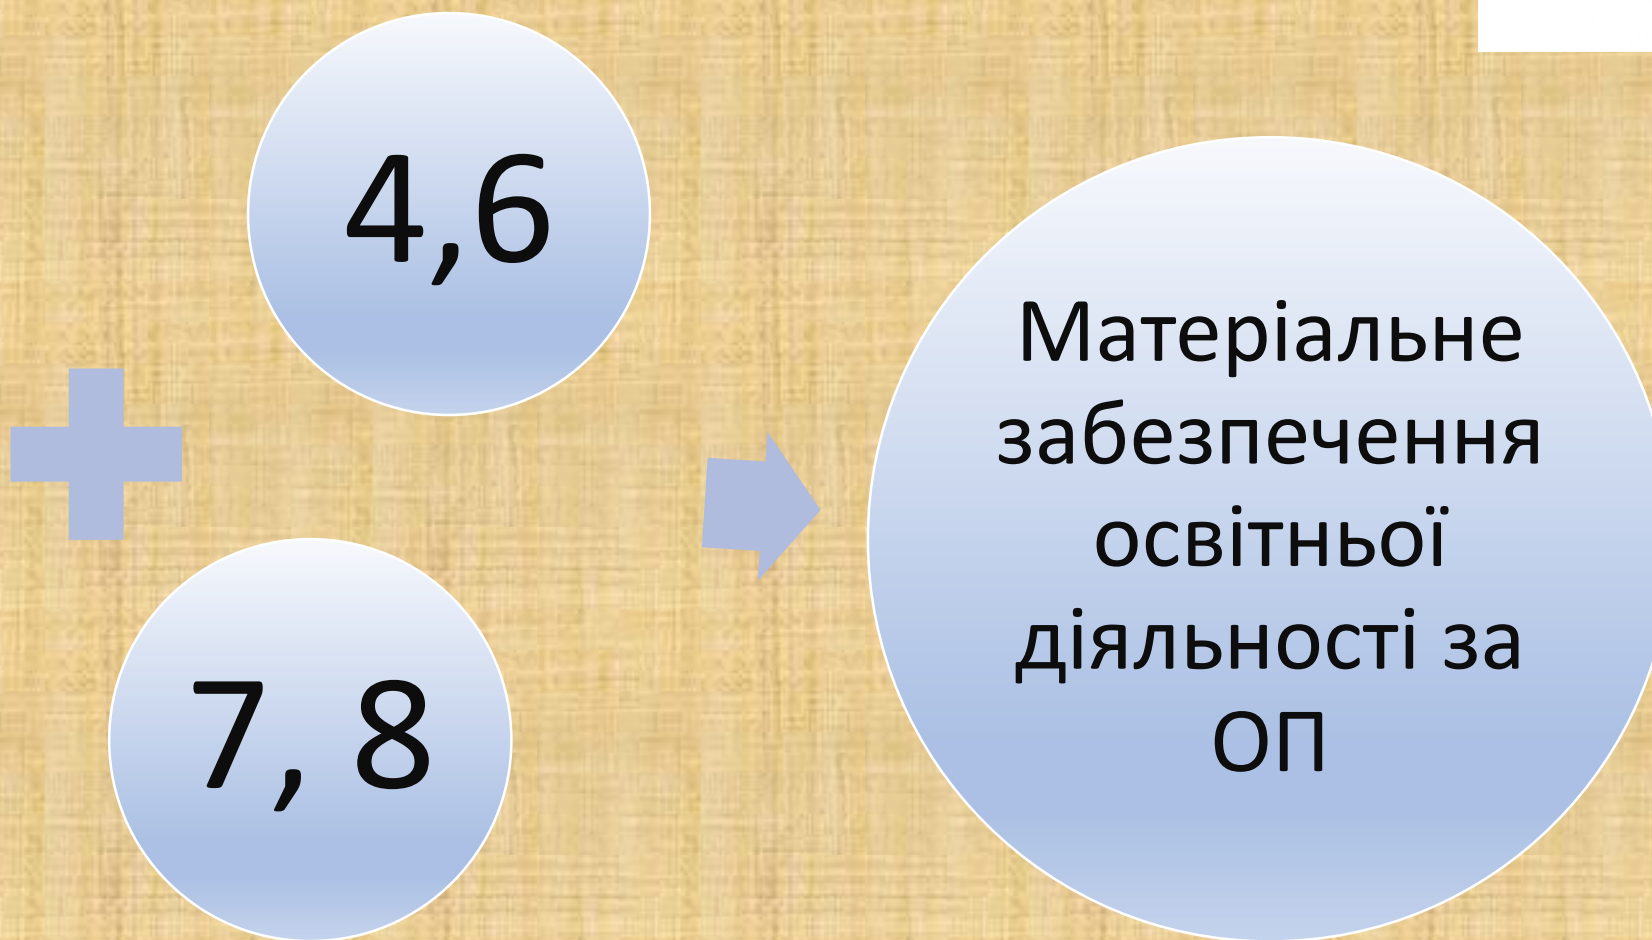 4,6
7, 8
Матеріальне
забезпечення
освітньої
діяльності за
ОП